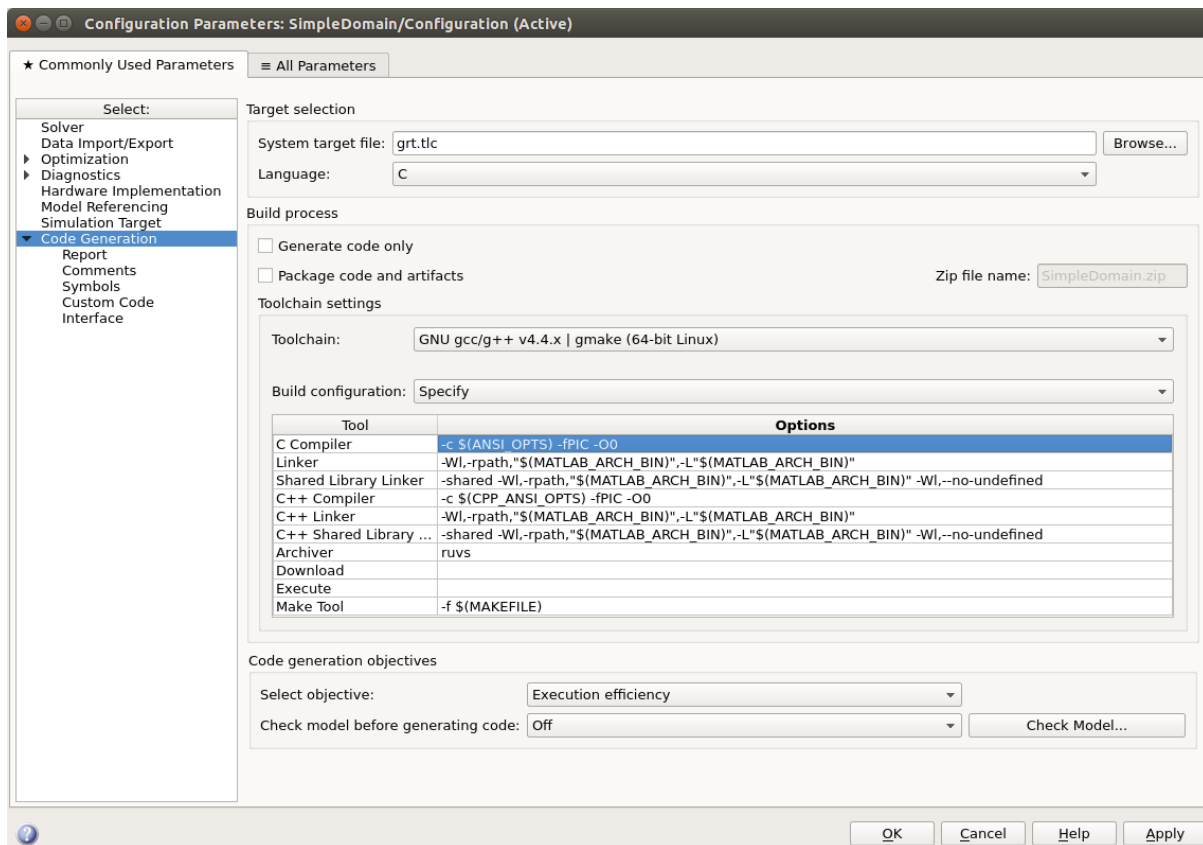 Configuration Parameters: SimpleDomain/Configuration (Active)
★ Commonly Used Parameters
≡ All Parameters
Select:
Solver
Data Import/Export
Optimization
Diagnostics
Hardware Implementation
Model Referencing
Simulation Target
Code Generation
Report
Comments
Symbols
Custom Code
Interface
Target selection
System target file: grt.tlc Browse...
Language: C
Build process
Generate code only
Package code and artifacts Zip file name: SimpleDomain.zip
Toolchain settings
Toolchain: GNU gcc/g++ v4.4.x | gmake (64-bit Linux)
Build configuration: Specify
Tool Options
C Compiler -c $(ANSI_OPTS) -fPIC -O0
Linker -Wl,-rpath,"$(MATLAB_ARCH_BIN)",-L"$(MATLAB_ARCH_BIN)"
Shared Library Linker -shared -Wl,-rpath,"$(MATLAB_ARCH_BIN)",-L"$(MATLAB_ARCH_BIN)" -Wl,--no-undefined
C++ Compiler -c $(CPP_ANSI_OPTS) -fPIC -O0
C++ Linker -Wl,-rpath,"$(MATLAB_ARCH_BIN)",-L"$(MATLAB_ARCH_BIN)"
C++ Shared Library ... -shared -Wl,-rpath,"$(MATLAB_ARCH_BIN)",-L"$(MATLAB_ARCH_BIN)" -Wl,--no-undefined
Archiver ruvs
Download
Execute
Make Tool -f $(MAKEFILE)
Code generation objectives
Select objective: Execution efficiency
Check model before generating code: Off Check Model...
OK Cancel Help Apply